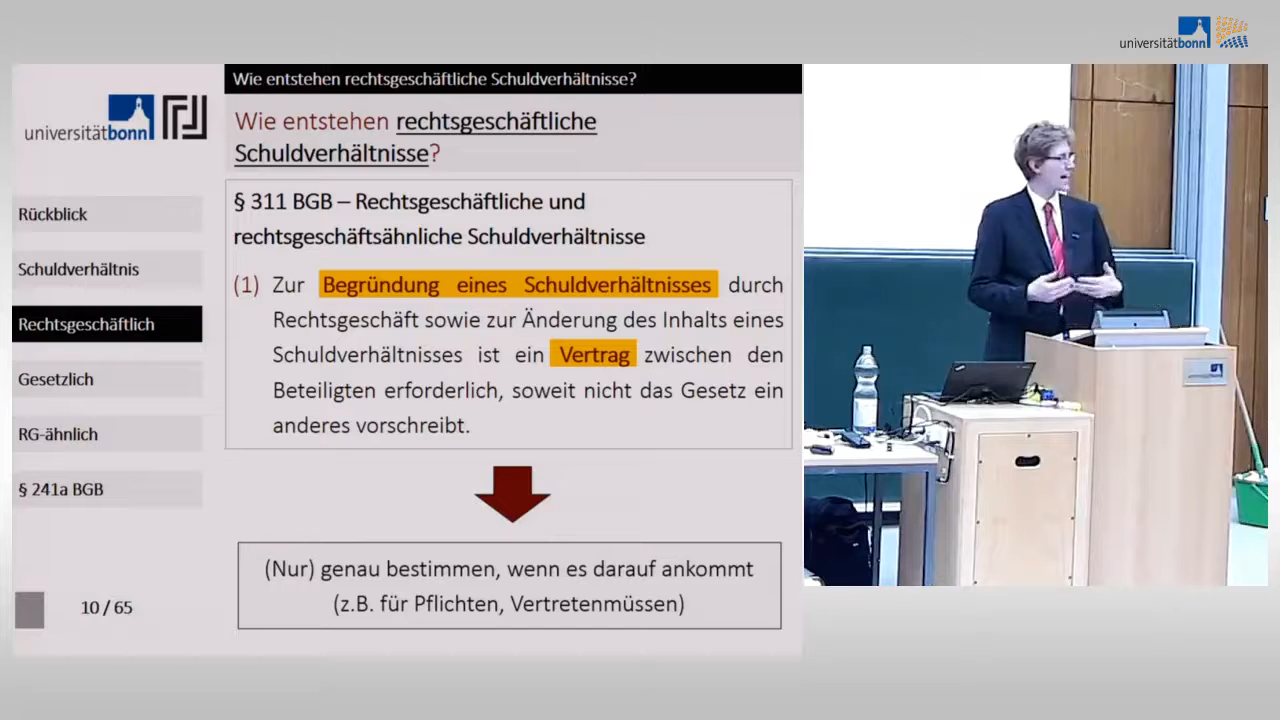 universitätbonn
Wie entstehen rechtsgeschäftliche Schuldverhältnisse?
universitätbonn
Wie entstehen rechtsgeschäftliche
Schuldverhältnisse?
Rückblick
Schuldverhältnis
Rechtsgeschäftlich
Gesetzlich
RG-ähnlich
§ 241a BGB
10 / 65
§ 311 BGB – Rechtsgeschäftliche und
rechtsgeschäftsähnliche Schuldverhältnisse
(1) Zur Begründung eines Schuldverhältnisses durch
Rechtsgeschäft sowie zur Änderung des Inhalts eines
Schuldverhältnisses ist ein Vertrag zwischen den
Beteiligten erforderlich, soweit nicht das Gesetz ein
anderes vorschreibt.
(Nur) genau bestimmen, wenn es darauf ankommt
(z.B. für Pflichten, Vertretenmüssen)